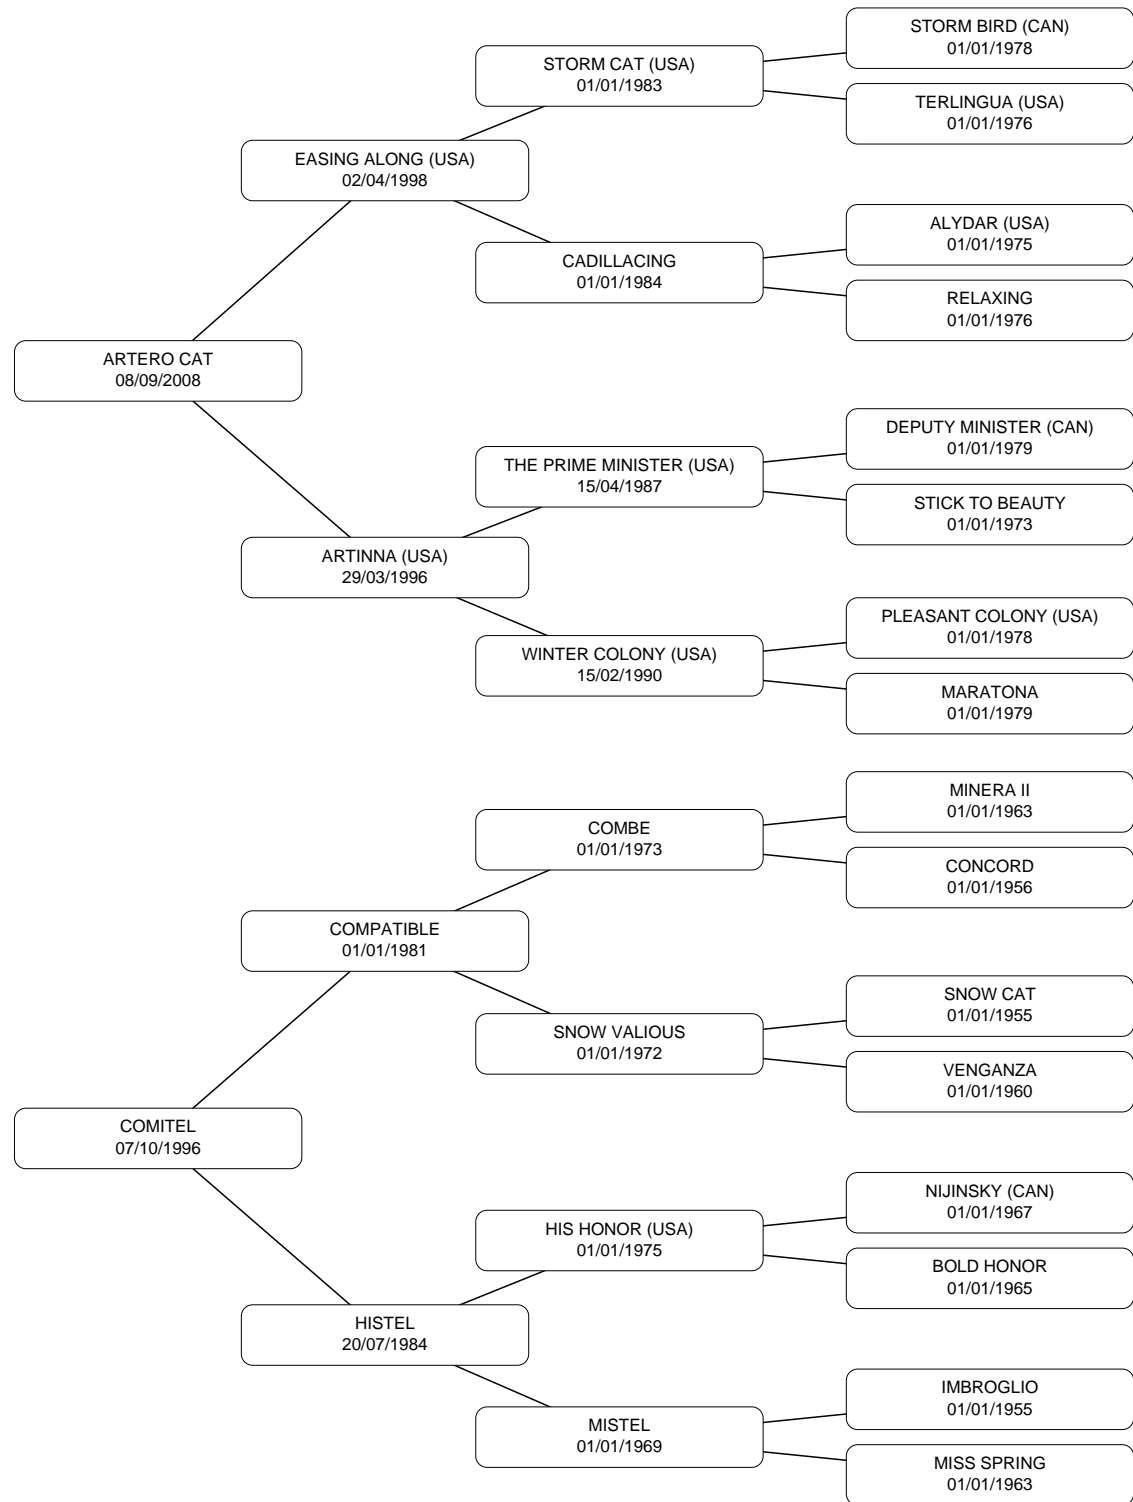 STORM BIRD (CAN)
01/01/1978
STORM CAT (USA)
01/01/1983
TERLINGUA (USA)
01/01/1976
EASING ALONG (USA)
02/04/1998
ALYDAR (USA)
01/01/1975
CADILLACING
01/01/1984
RELAXING
01/01/1976
ARTERO CAT
08/09/2008
DEPUTY MINISTER (CAN)
01/01/1979
THE PRIME MINISTER (USA)
15/04/1987
STICK TO BEAUTY
01/01/1973
ARTINNA (USA)
29/03/1996
PLEASANT COLONY (USA)
01/01/1978
WINTER COLONY (USA)
15/02/1990
MARATONA
01/01/1979
MINERA II
01/01/1963
COMBE
01/01/1973
CONCORD
01/01/1956
COMPATIBLE
01/01/1981
SNOW CAT
01/01/1955
SNOW VALIOUS
01/01/1972
VENGANZA
01/01/1960
COMITEL
07/10/1996
NIJINSKY (CAN)
01/01/1967
HIS HONOR (USA)
01/01/1975
BOLD HONOR
01/01/1965
HISTEL
20/07/1984
IMBROGLIO
01/01/1955
MISTEL
01/01/1969
MISS SPRING
01/01/1963